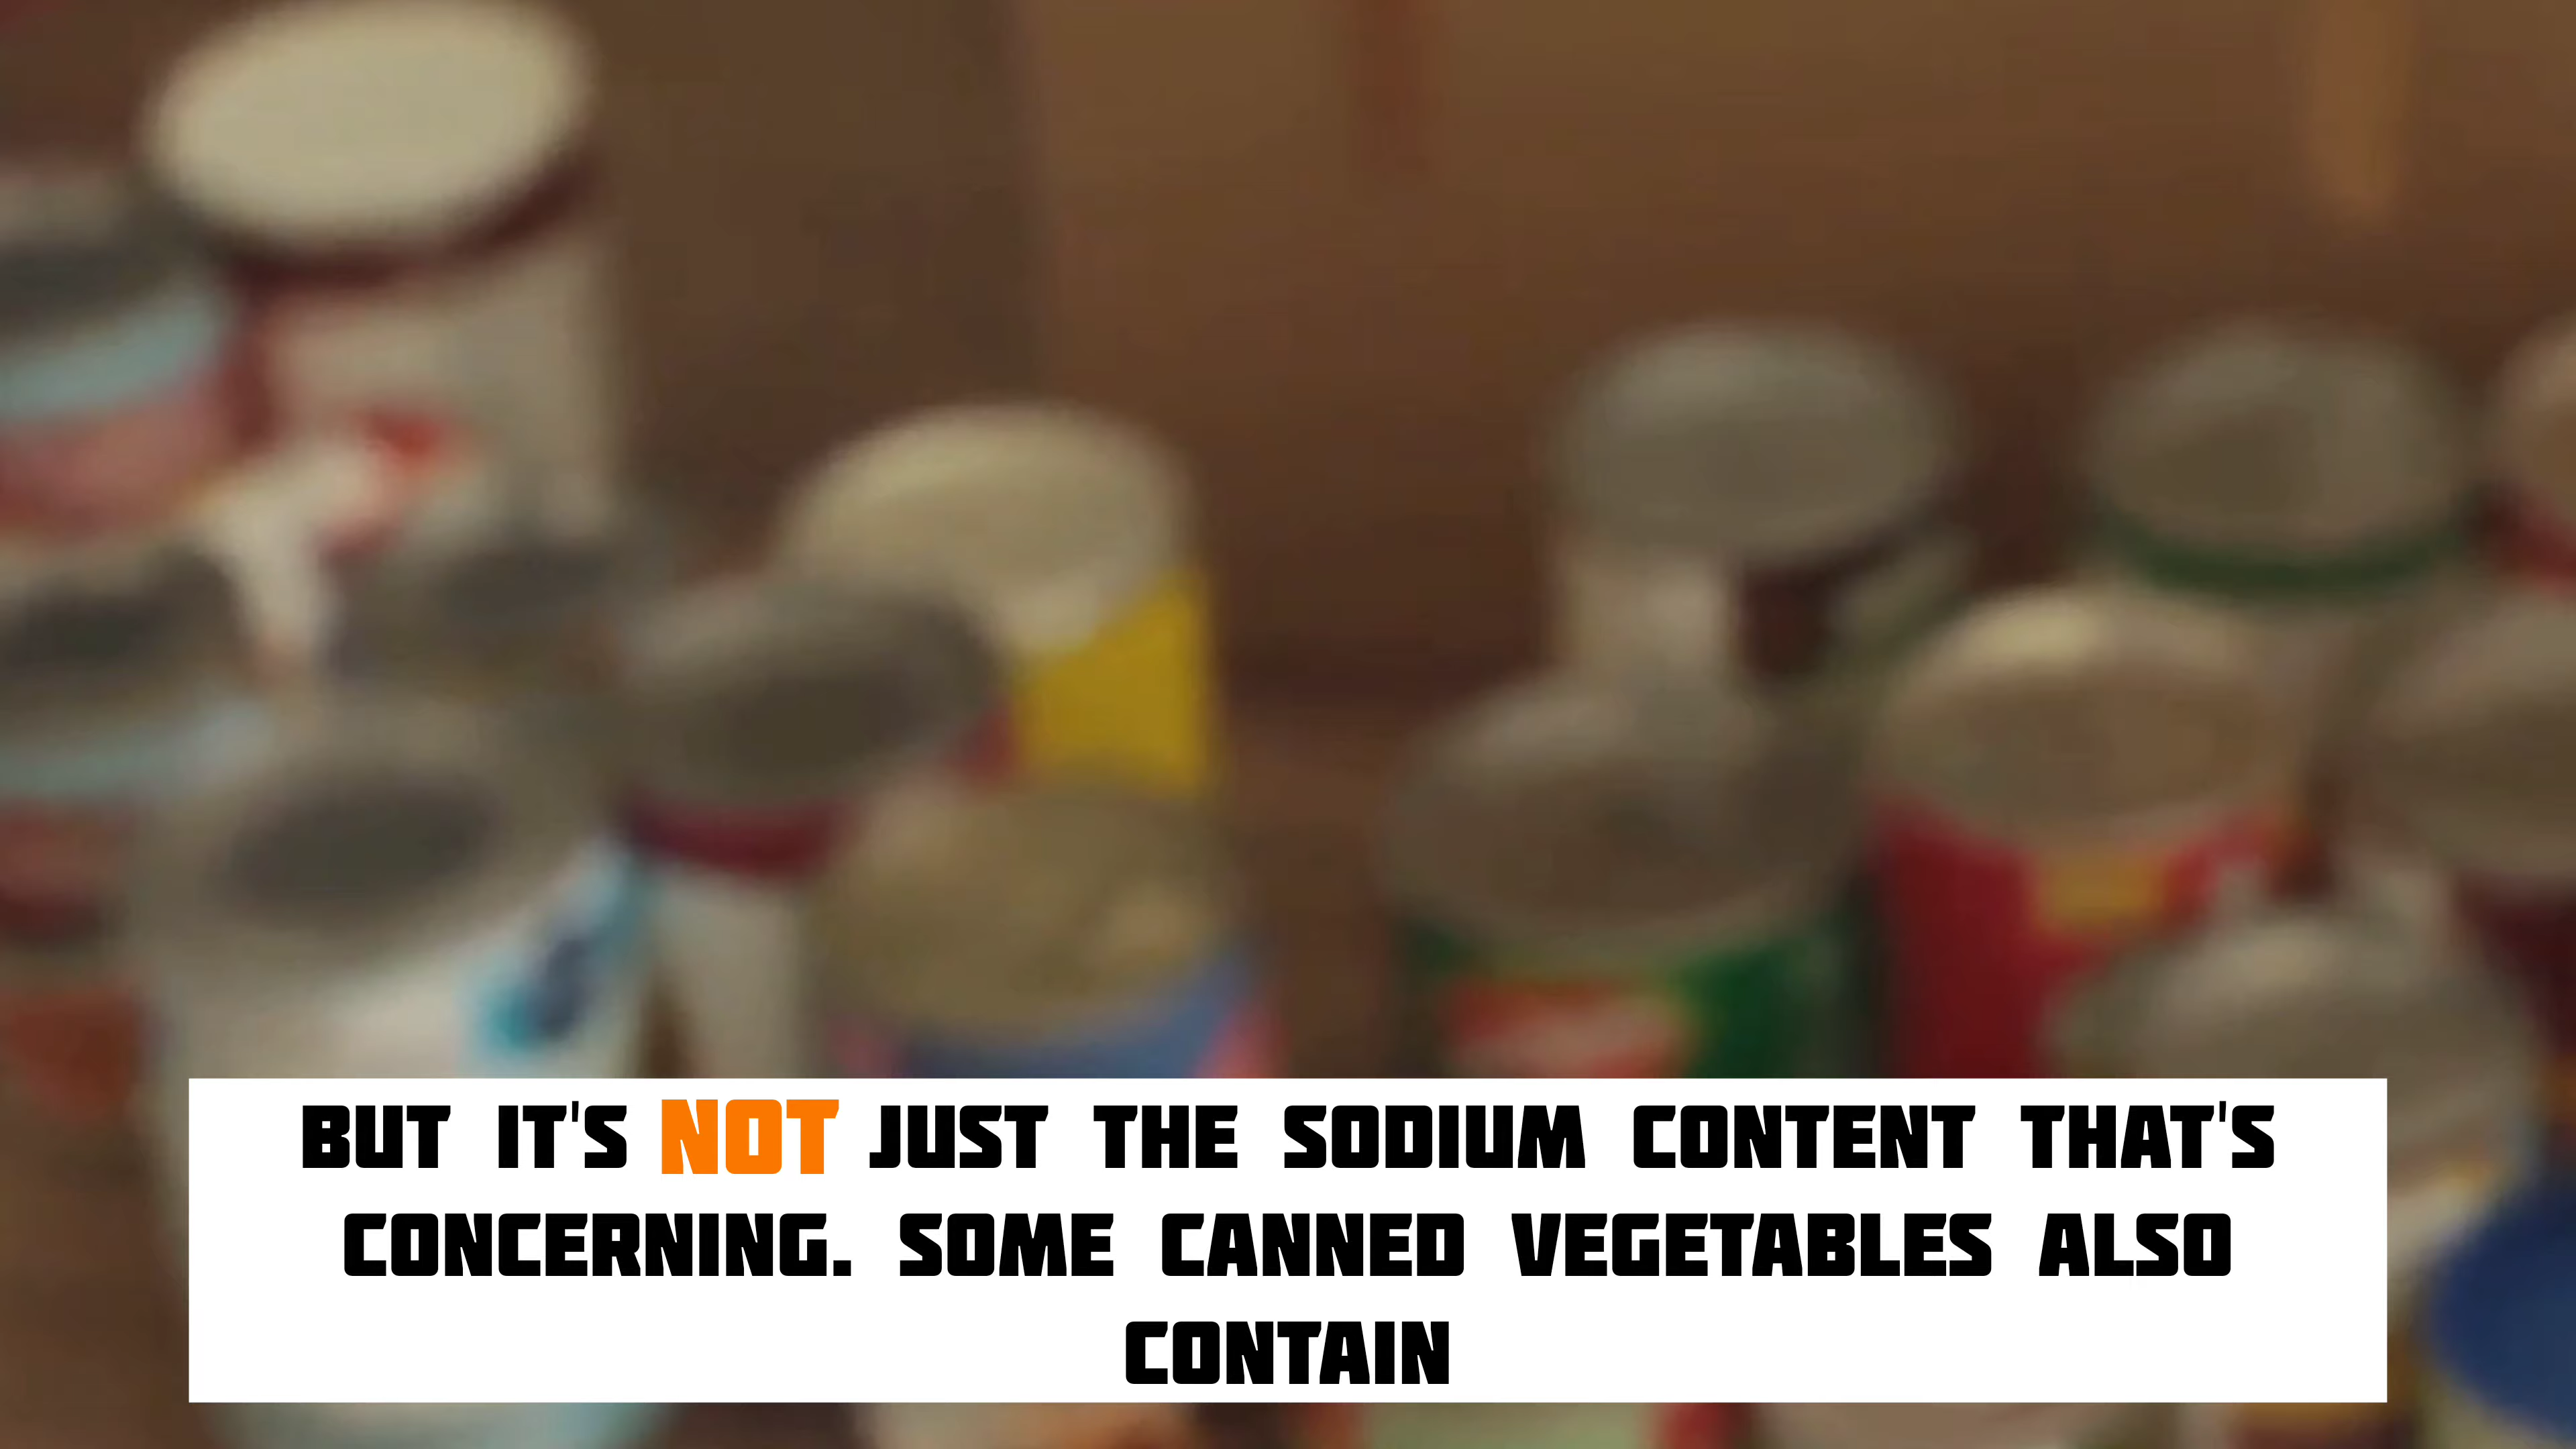 BUT IT'S NOT JUST THE SODIUM CONTENT THAT'S
CONCERNING. SOME CANNED VEGETABLES ALSO
CONTAIN